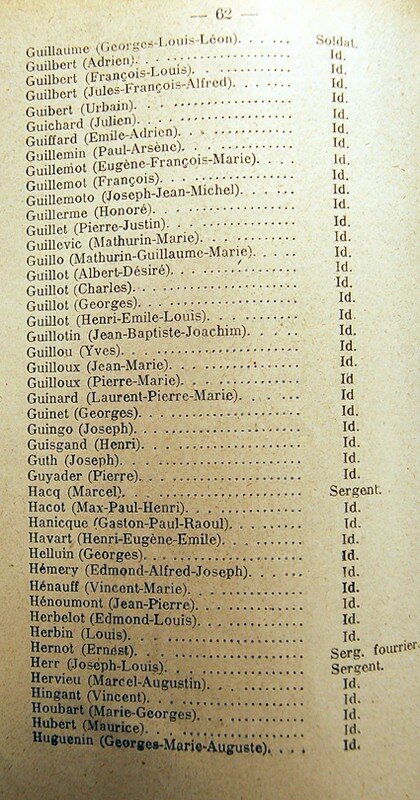 — 62 —
Guillaume (Georges-Louis-Léon). . . . . . Soldat.
Guilbert (Adrien). . . . . . . . . . . . . Id.
Guilbert (François-Louis). . . . . . . . . Id.
Guilbert (Jules-François-Alfred) . . . . . Id.
Guibert (Urbain). . . . . . . . . . . . . Id.
Guichard (Julien). . . . . . . . . . . . . Id.
Guiffard (Emile-Adrien). . . . . . . . . . Id.
Guillemin (Paul-Arsène). . . . . . . . . . Id.
Guillemot (Eugène-François-Marie). . . . . Id.
Guillemot (François). . . . . . . . . . . Id.
Guillemoto (Joseph-Jean-Michel). . . . . . Id.
Guillerme (Honoré). . . . . . . . . . . . Id.
Guillet (Pierre-Justin). . . . . . . . . . Id.
Guillevic (Mathurin-Marie). . . . . . . . Id.
Guillo (Mathurin-Guillaume-Marie). . . . . Id.
Guillot (Albert-Désiré). . . . . . . . . . Id.
Guillot (Charles). . . . . . . . . . . . . Id.
Guillot (Georges). . . . . . . . . . . . . Id.
Guillot (Henri-Emile-Louis). . . . . . . . Id.
Guillotin (Jean-Baptiste-Joachim). . . . . Id.
Guillou (Yves). . . . . . . . . . . . . . Id.
Guilloux (Jean-Marie). . . . . . . . . . . Id.
Guilloux (Pierre-Marie). . . . . . . . . . Id
Guinard (Laurent-Pierre-Marie). . . . . . Id
Guinet (Georges). . . . . . . . . . . . . Id.
Guingo (Joseph). . . . . . . . . . . . . . Id.
Guisgand (Henri). . . . . . . . . . . . . Id.
Guth (Joseph). . . . . . . . . . . . . . . Id.
Guyader (Pierre). . . . . . . . . . . . . Id.
Hacq (Marcel). . . . . . . . . . . . . . . Sergent.
Hacot (Max-Paul-Henri). . . . . . . . . . Id.
Hanicque (Gaston-Paul-Raoul). . . . . . . Id.
Havart (Henri-Eugène-Emile). . . . . . . . Id.
Helluin (Georges). . . . . . . . . . . . . Id.
Hémery (Edmond-Alfred-Joseph). . . . . . . Id.
Hénauff (Vincent-Marie). . . . . . . . . . Id.
Hénoumont (Jean-Pierre). . . . . . . . . . Id.
Herbelot (Edmond-Louis). . . . . . . . . . Id.
Herbin (Louis). . . . . . . . . . . . . . Id.
Hernot (Ernest). . . . . . . . . . . . . . Serg. fourrier.
Herr (Joseph-Louis). . . . . . . . . . . . Sergent.
Hervieu (Marcel-Augustin). . . . . . . . . Id.
Hingant (Vincent). . . . . . . . . . . . . Id.
Houbart (Marie-Georges). . . . . . . . . . Id.
Hubert (Maurice). . . . . . . . . . . . . Id.
Huguenin (Georges-Marie-Auguste). . . . Id.